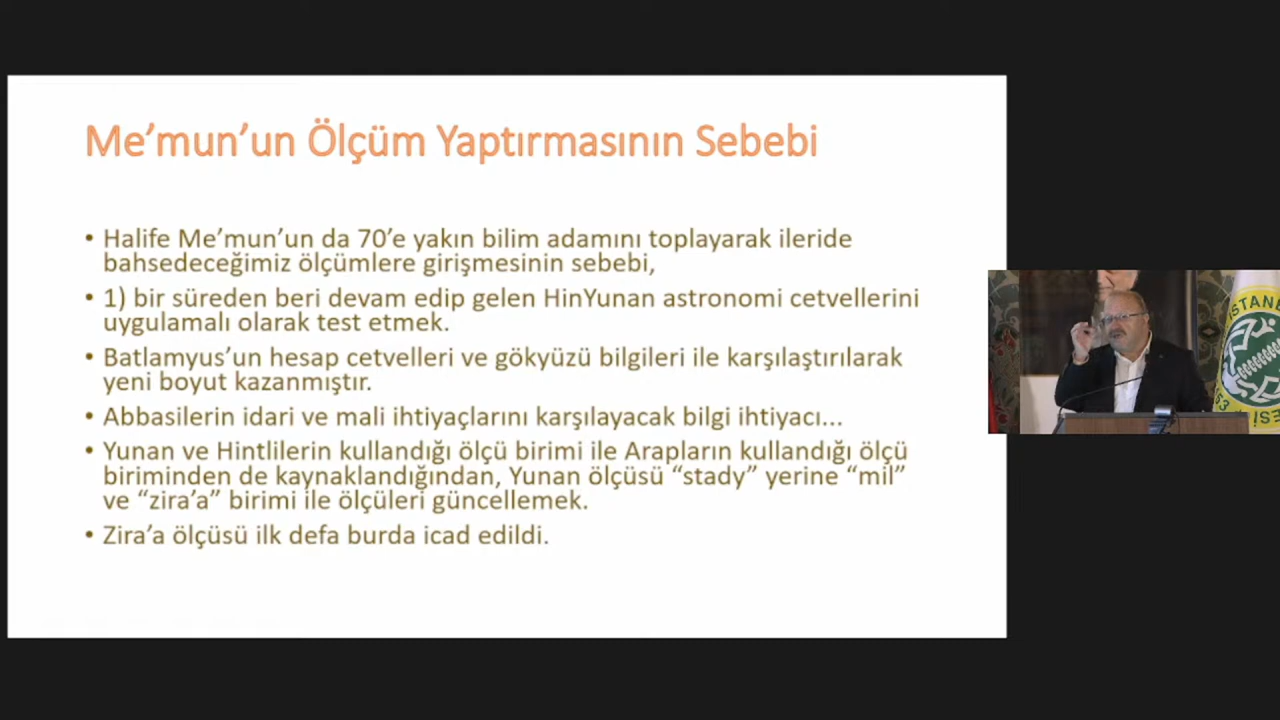 Me’mun’un Ölçüm Yaptırmasının Sebebi
• Halife Me’mun’un da 70’e yakın bilim adamını toplayarak ileride
bahsedeceğimiz ölçümlere girişmesinin sebebi,
• 1) bir süreden beri devam edip gelen HinYunan astronomi cetvellerini
uygulamalı olarak test etmek.
• Batlamyus’un hesap cetvelleri ve gökyüzü bilgileri ile karşılaştırılarak
yeni boyut kazanmıştır.
• Abbasilerin idari ve mali ihtiyaçlarını karşılayacak bilgi ihtiyacı...
• Yunan ve Hintlilerin kullandığı ölçü birimi ile Arapların kullandığı ölçü
biriminden de kaynaklandığından, Yunan ölçüsü “stady” yerine “mil”
ve “zira’a” birimi ile ölçüleri güncellemek.
• Zira’a ölçüsü ilk defa burda icad edildi.
İSTANB